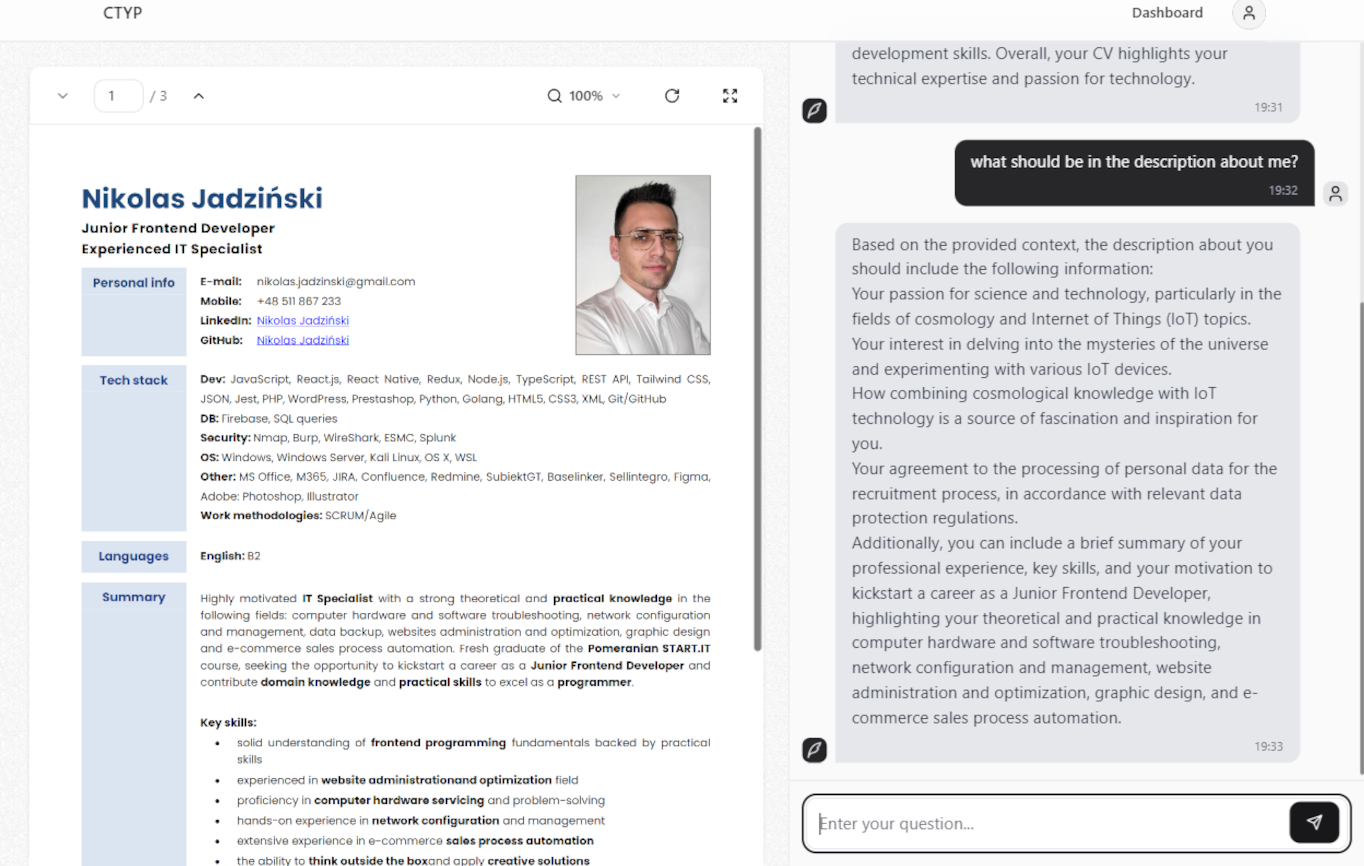 CTYP
Dashboard
1 / 3
100%
Nikolas Jadziński
Junior Frontend Developer
Experienced IT Specialist
Personal info
E-mail: nikolas.jadzinski@gmail.com
Mobile: +48 511 867 233
LinkedIn: Nikolas Jadziński
GitHub: Nikolas Jadziński
Tech stack
Dev: JavaScript, React.js, React Native, Redux, Node.js, TypeScript, REST API, Tailwind CSS,
JSON, Jest, PHP, WordPress, Prestashop, Python, Golang, HTML5, CSS3, XML, Git/GitHub
DB: Firebase, SQL queries
Security: Nmap, Burp, WireShark, ESMC, Splunk
OS: Windows, Windows Server, Kali Linux, OS X, WSL
Other: MS Office, M365, JIRA, Confluence, Redmine, SubiektGT, Baselinker, Sellintegro, Figma,
Adobe: Photoshop, Illustrator
Work methodologies: SCRUM/Agile
Languages
English: B2
Summary
Highly motivated IT Specialist with a strong theoretical and practical knowledge in the
following fields: computer hardware and software troubleshooting, network configuration
and management, data backup, websites administration and optimization, graphic design
and e-commerce sales process automation. Fresh graduate of the Pomeranian START.IT
course, seeking the opportunity to kickstart a career as a Junior Frontend Developer and
contribute domain knowledge and practical skills to excel as a programmer.
Key skills:
• solid understanding of frontend programming fundamentals backed by practical
skills
• experienced in website administrationand optimization field
• proficiency in computer hardware servicing and problem-solving
• hands-on experience in network configuration and management
• extensive experience in e-commerce sales process automation
• the ability to think outside the boxand apply creative solutions
development skills. Overall, your CV highlights your
technical expertise and passion for technology.
19:31
what should be in the description about me?
19:32
Based on the provided context, the description about you
should include the following information:
Your passion for science and technology, particularly in the
fields of cosmology and Internet of Things (IoT) topics.
Your interest in delving into the mysteries of the universe
and experimenting with various IoT devices.
How combining cosmological knowledge with IoT
technology is a source of fascination and inspiration for
you.
Your agreement to the processing of personal data for the
recruitment process, in accordance with relevant data
protection regulations.
Additionally, you can include a brief summary of your
professional experience, key skills, and your motivation to
kickstart a career as a Junior Frontend Developer,
highlighting your theoretical and practical knowledge in
computer hardware and software troubleshooting,
network configuration and management, website
administration and optimization, graphic design, and e-
commerce sales process automation.
19:33
Enter your question...